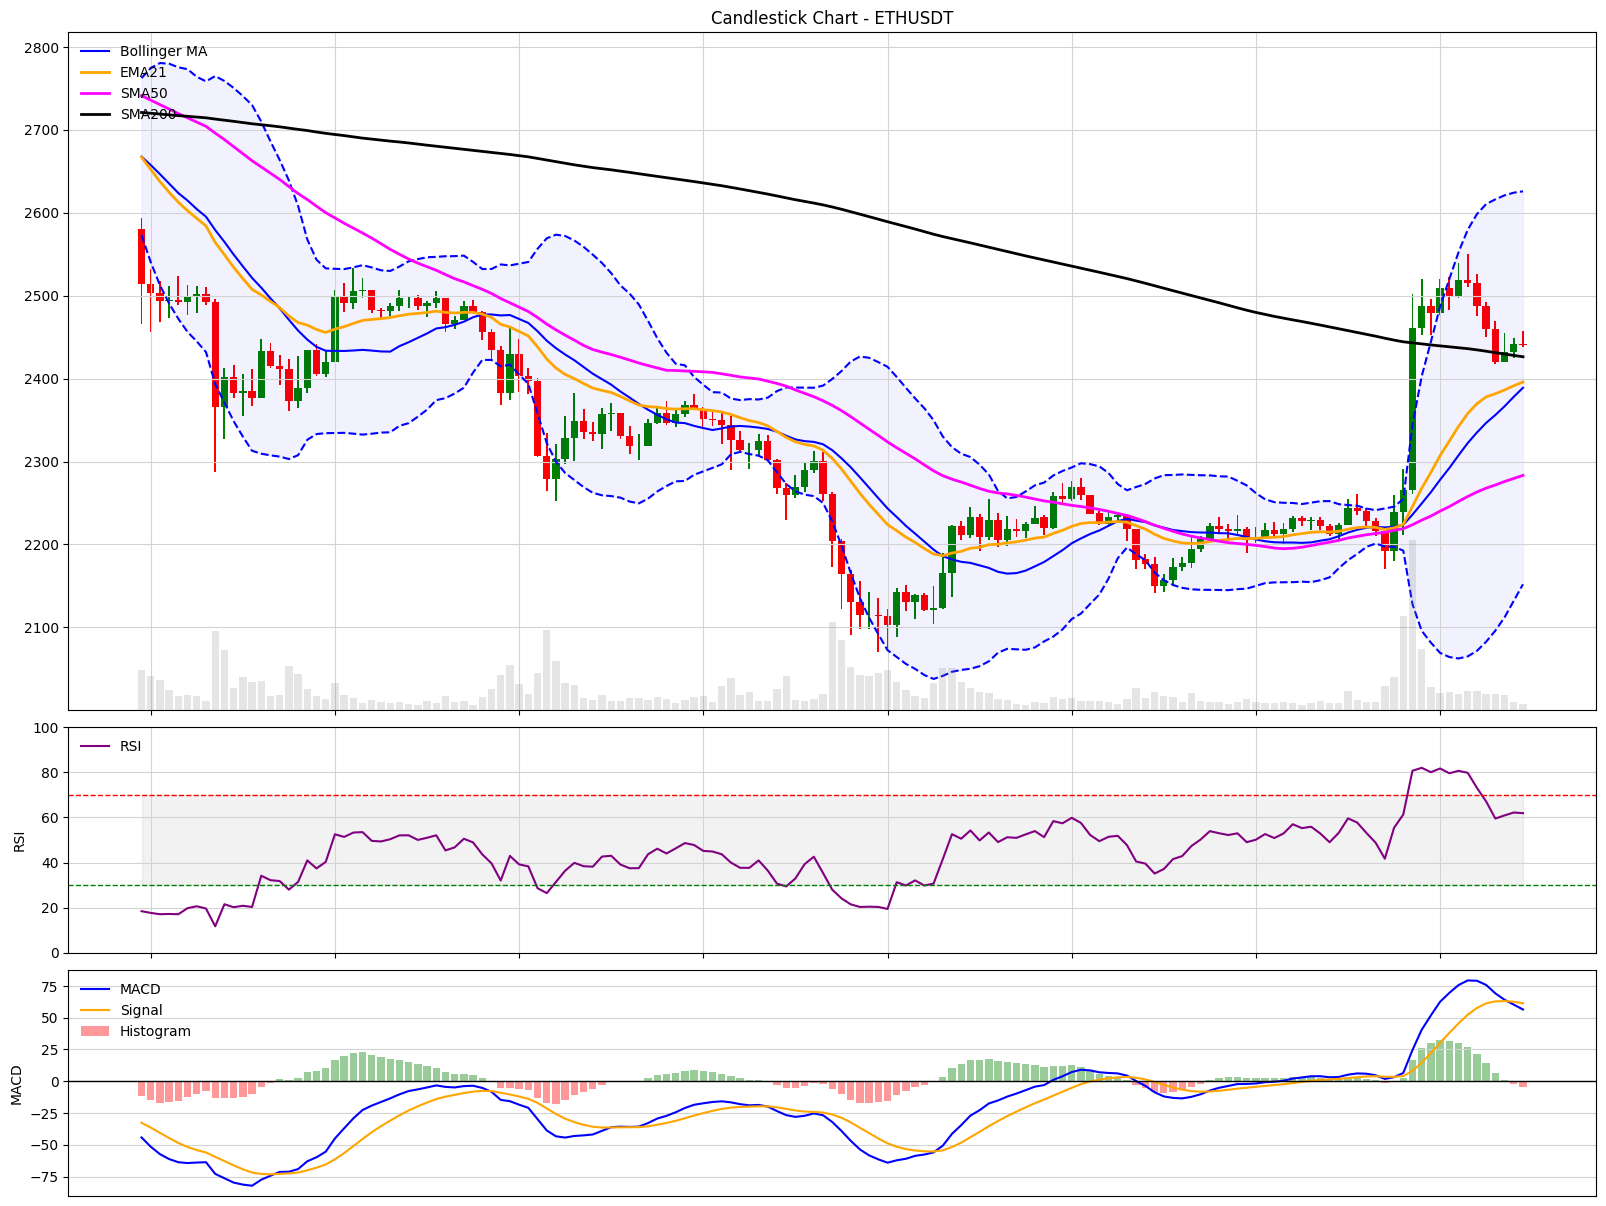 Candlestick Chart - ETHUSDT
Bollinger MA
EMA21
SMA50
SMA200
2800
2700
2600
2500
2400
2300
2200
2100
RSI
100
80
60
40
20
0
RSI
MACD
Signal
Histogram
75
50
25
0
−25
−50
−75
MACD